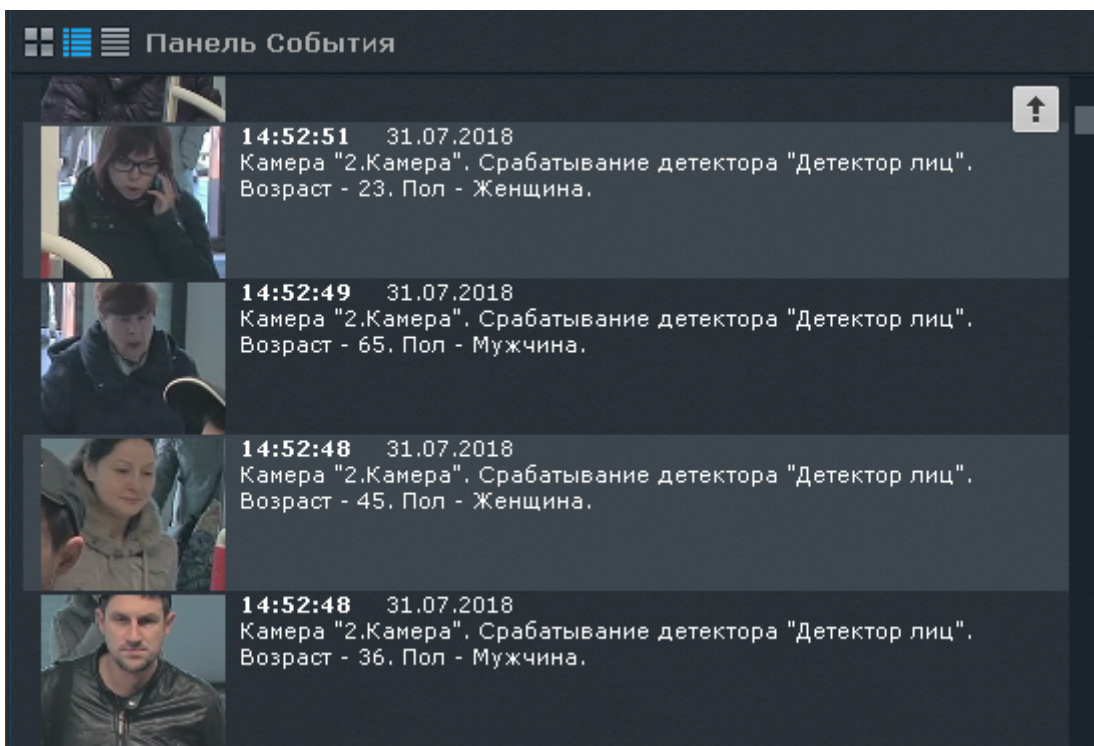 Панель События
14:52:51 31.07.2018
Камера "2.Камера". Срабатывание детектора "Детектор лиц".
Возраст - 23. Пол - Женщина.
14:52:49 31.07.2018
Камера "2.Камера". Срабатывание детектора "Детектор лиц".
Возраст - 65. Пол - Мужчина.
14:52:48 31.07.2018
Камера "2.Камера". Срабатывание детектора "Детектор лиц".
Возраст - 45. Пол - Женщина.
14:52:48 31.07.2018
Камера "2.Камера". Срабатывание детектора "Детектор лиц".
Возраст - 36. Пол - Мужчина.